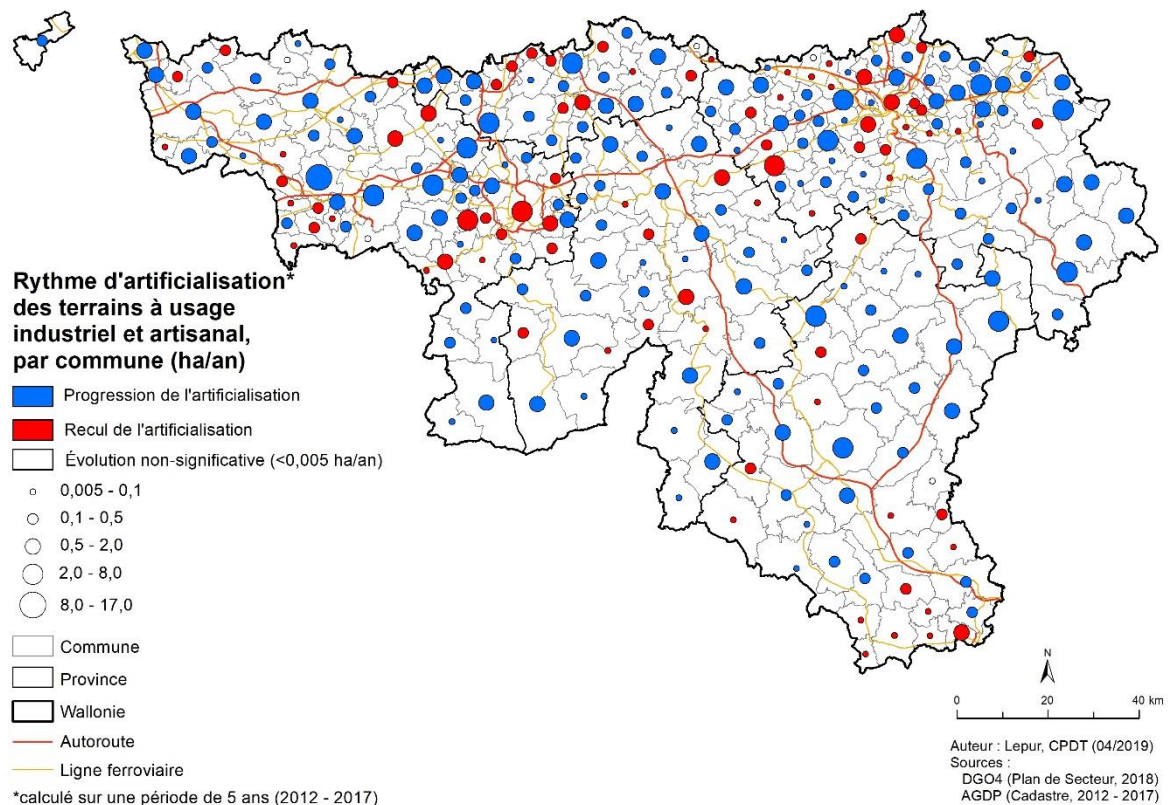 Rythme d'artificialisation*
des terrains à usage
industriel et artisanal,
par commune (ha/an)
Progression de l'artificialisation
Recul de l'artificialisation
Évolution non-significative (<0,005 ha/an)
0,005 - 0,1
0,1 - 0,5
0,5 - 2,0
2,0 - 8,0
8,0 - 17,0
Commune
Province
Wallonie
Autoroute
Ligne ferroviaire
*calculé sur une période de 5 ans (2012 - 2017)
N
0 20 40 km
Auteur : Lepur, CPDT (04/2019)
Sources :
DGO4 (Plan de Secteur, 2018)
AGDP (Cadastre, 2012 - 2017)